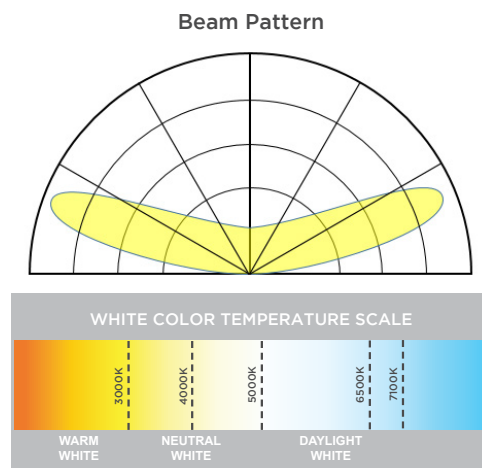 Beam Pattern
WHITE COLOR TEMPERATURE SCALE
3000K
4000K
5000K
6500K
7100K
WARM
WHITE
NEUTRAL
WHITE
DAYLIGHT
WHITE